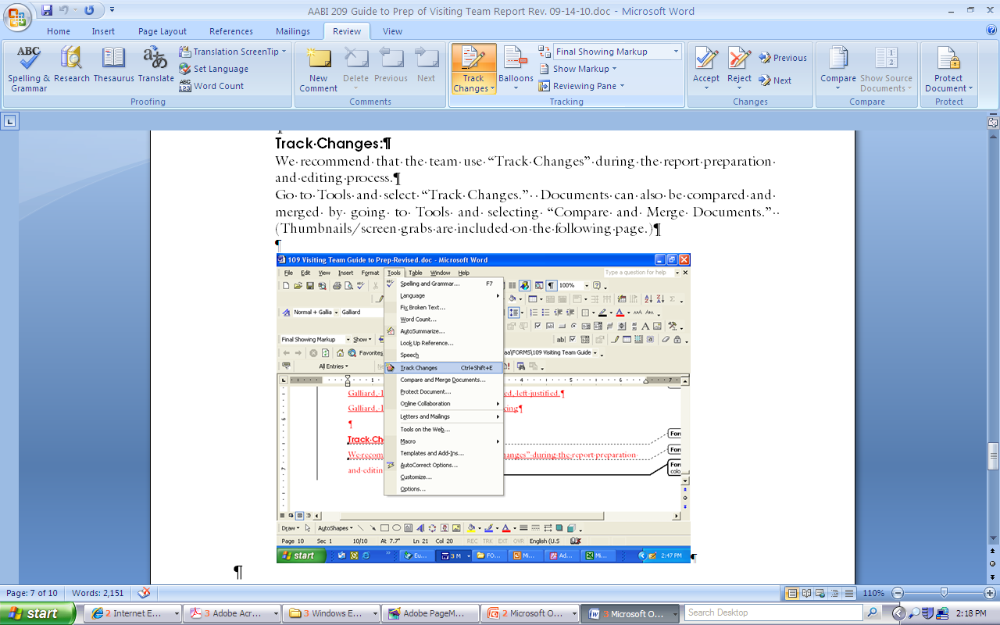 AABI 209 Guide to Prep of Visiting Team Report Rev. 09-14-10.doc - Microsoft Word
Home Insert Page Layout References Mailings Review View
ABC Translation ScreenTip Final Showing Markup Previous
Set Language Show Markup Next
ABC 123 Word Count Reviewing Pane
Spelling & Grammar Research Thesaurus Translate New Comment Delete Previous Next Track Changes Balloons Accept Reject Compare Show Source Documents Protect Document
Proofing Comments Tracking Changes Compare Protect
Track·Changes:¶
We·recommend·that·the·team·use·“Track·Changes”·during·the·report·preparation·
and·editing·process.¶
Go·to·Tools·and·select·“Track·Changes.”··Documents·can·also·be·compared·and·
merged·by·going·to·Tools·and·selecting·“Compare·and·Merge·Documents.”··
(Thumbnails/screen·grabs·are·included·on·the·following·page.)¶
¶
109 Visiting Team Guide to Prep-Revised.doc - Microsoft Word
File Edit View Insert Format Tools Table Window Help Type a question for help
Spelling and Grammar... F7 100%
Language
Fix Broken Text...
Normal + Gallia Galliard
Word Count...
AutoSummarize...
Final Showing Markup Show
Look Up Reference...
Favorites Speech aa\FORMS\109 Visiting Team Guide
All Entries Track Changes Ctrl+Shift+E
Compare and Merge Documents...
Protect Document...
Galliard,· ed,·left·justified.¶
Online Collaboration
Galliard,· ¶
Letters and Mailings
¶
Tools on the Web...
Track·Ch
Macro
We·recom anges”·during·the·report·preparation·
Templates and Add-Ins...
and·editin
AutoCorrect Options...
Customize...
Options...
Form
Form
Form
colo
Draw AutoShapes
Page 10 Sec 1 10/10 At 7.7" Ln 21 Col 20 REC TRK EXT OVR English (U.S
start Eu... 3 M FO... Mi... Ad... Mi... 2:47 PM
¶
¶
Page: 7 of 10 Words: 2,151 110%
start 2 Internet E... 3 Adobe Acr... 3 Windows E... Adobe PageM... 2 Microsoft O... 3 Microsoft O... Search Desktop 2:18 PM